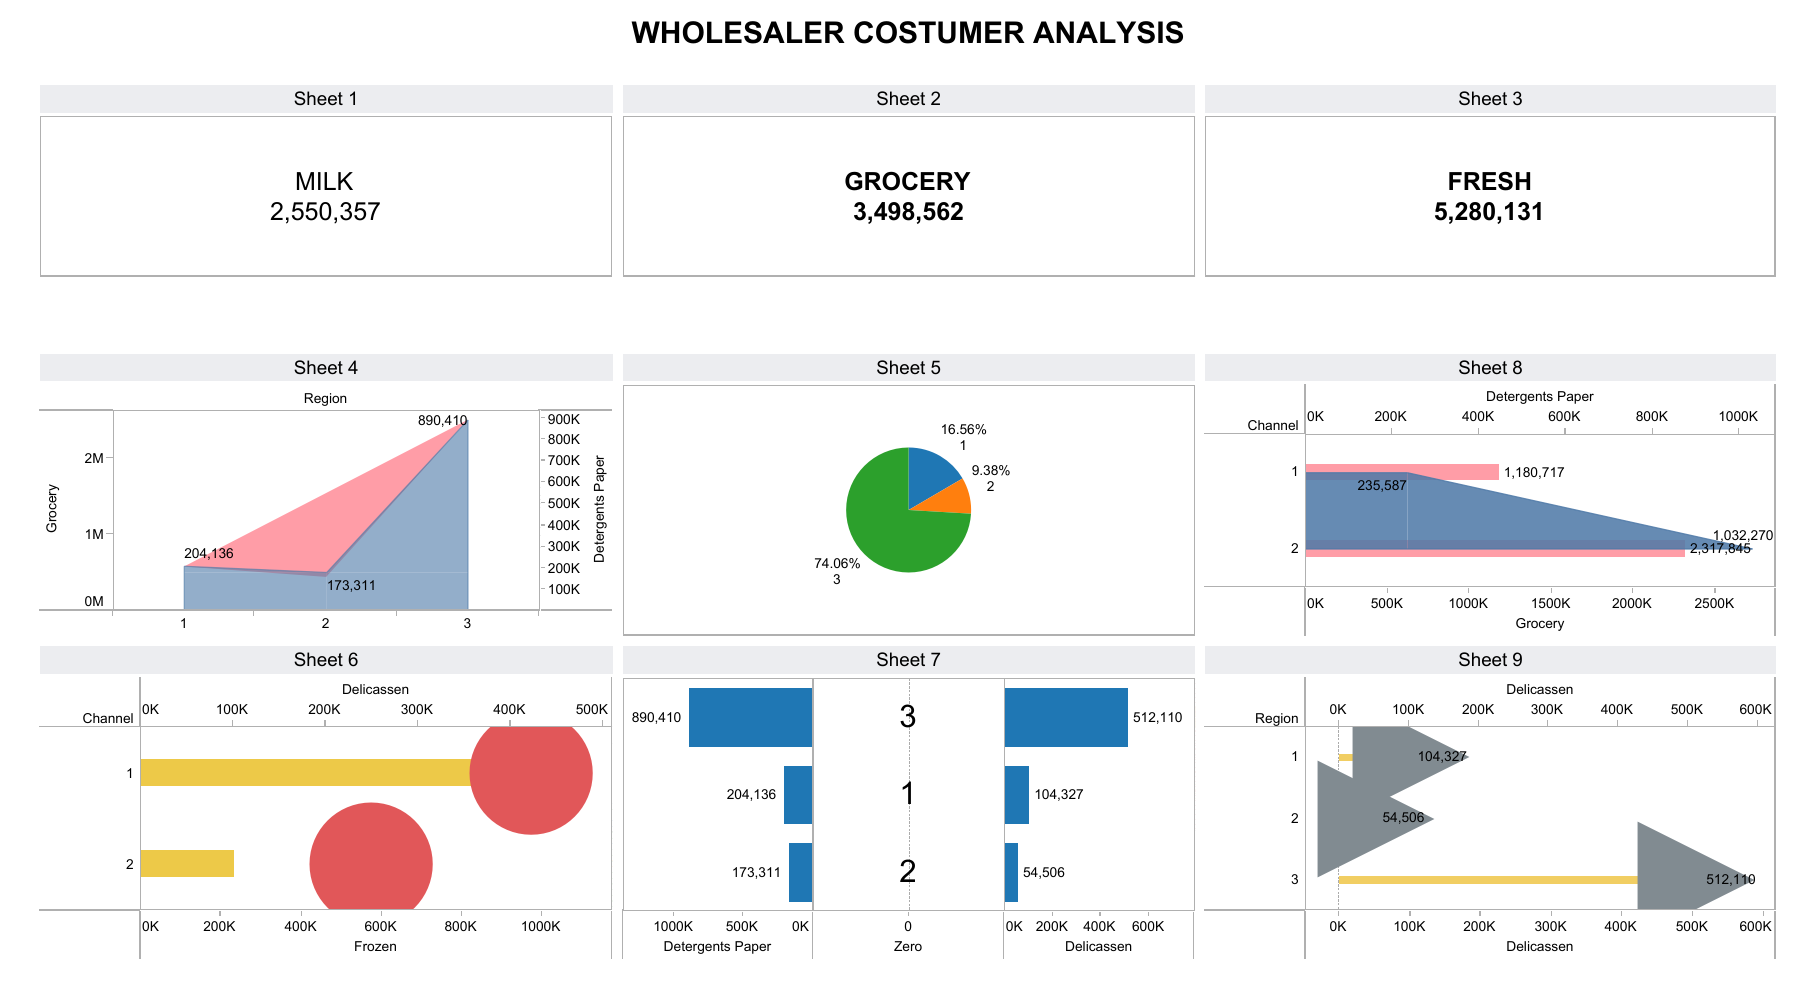 WHOLESALER COSTUMER ANALYSIS
Sheet 1
MILK
2,550,357
Sheet 2
GROCERY
3,498,562
Sheet 3
FRESH
5,280,131
Sheet 4
Region
Grocery
2M
1M
0M
890,410
204,136
173,311
900K
800K
700K
600K
500K
400K
300K
200K
100K
Detergents Paper
1 2 3
Sheet 5
16.56%
1
9.38%
2
74.06%
3
Sheet 8
Detergents Paper
0K 200K 400K 600K 800K 1000K
Channel
1
1,180,717
235,587
1,032,270
2
2,317,845
0K 500K 1000K 1500K 2000K 2500K
Grocery
Sheet 6
Delicassen
0K 100K 200K 300K 400K 500K
Channel
1
2
0K 200K 400K 600K 800K 1000K
Frozen
Sheet 7
890,410 3 512,110
204,136 1 104,327
173,311 2 54,506
1000K 500K 0K 0 0K 200K 400K 600K
Detergents Paper Zero Delicassen
Sheet 9
Delicassen
0K 100K 200K 300K 400K 500K 600K
Region
1 104,327
2 54,506
3 512,110
0K 100K 200K 300K 400K 500K 600K
Delicassen